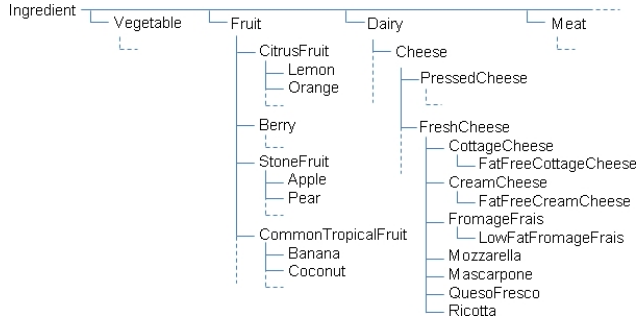 Ingredient
Vegetable
Fruit
CitrusFruit
Lemon
Orange
Berry
StoneFruit
Apple
Pear
CommonTropicalFruit
Banana
Coconut
Dairy
Cheese
PressedCheese
FreshCheese
CottageCheese
FatFreeCottageCheese
CreamCheese
FatFreeCreamCheese
FromageFrais
LowFatFromageFrais
Mozzarella
Mascarpone
QuesoFresco
Ricotta
Meat